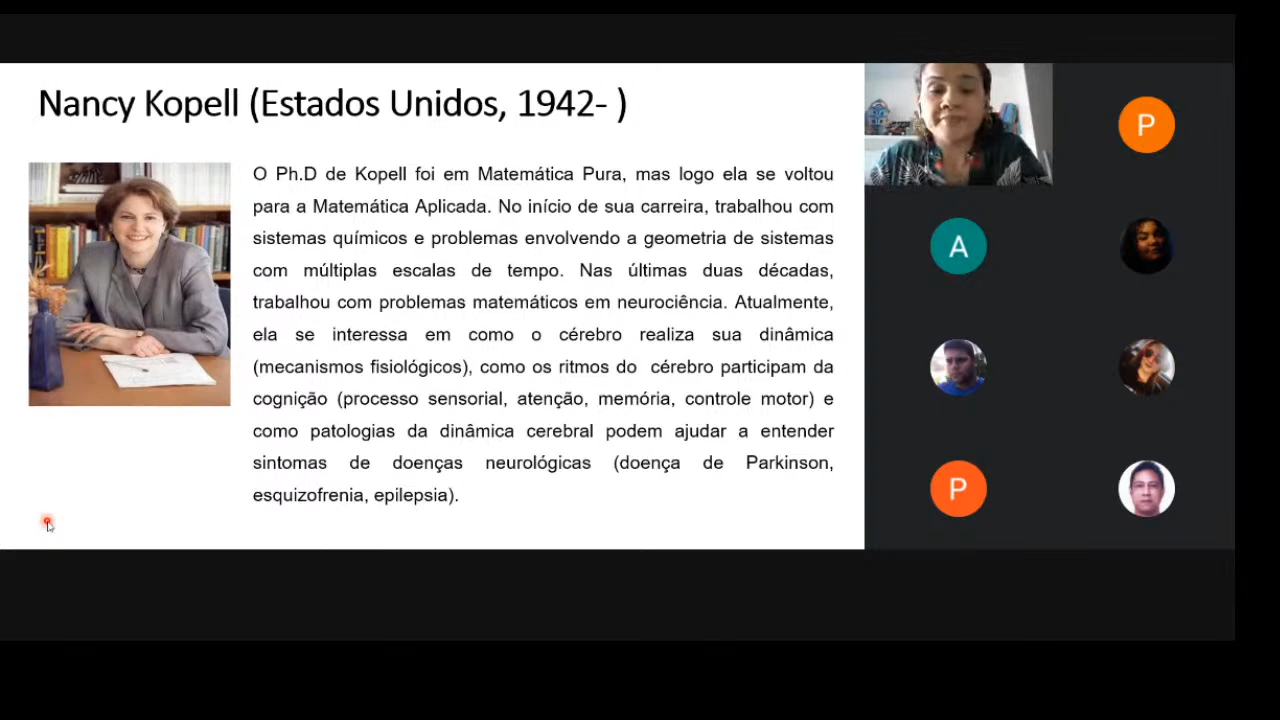 Nancy Kopell (Estados Unidos, 1942- )
O Ph.D de Kopell foi em Matemática Pura, mas logo ela se voltou
para a Matemática Aplicada. No início de sua carreira, trabalhou com
sistemas químicos e problemas envolvendo a geometria de sistemas
com múltiplas escalas de tempo. Nas últimas duas décadas,
trabalhou com problemas matemáticos em neurociência. Atualmente,
ela se interessa em como o cérebro realiza sua dinâmica
(mecanismos fisiológicos), como os ritmos do cérebro participam da
cognição (processo sensorial, atenção, memória, controle motor) e
como patologias da dinâmica cerebral podem ajudar a entender
sintomas de doenças neurológicas (doença de Parkinson,
esquizofrenia, epilepsia).
P
A
P